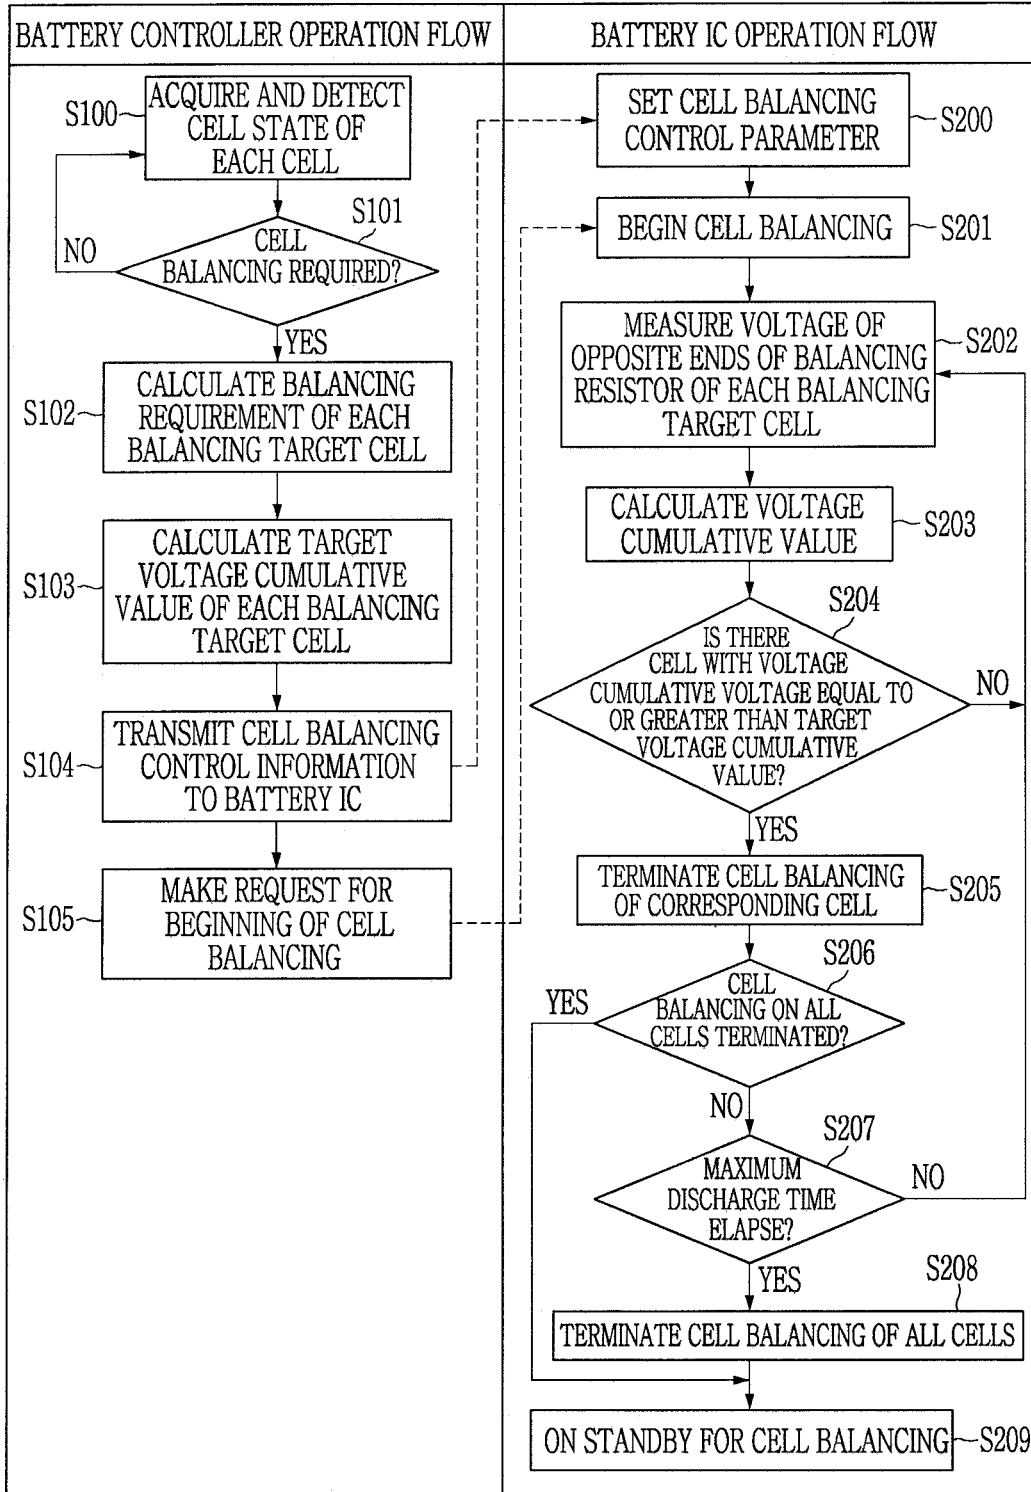 BATTERY CONTROLLER OPERATION FLOW
S100
ACQUIRE AND DETECT
CELL STATE OF
EACH CELL
S101
CELL
BALANCING REQUIRED?
NO
YES
S102
CALCULATE BALANCING
REQUIREMENT OF EACH
BALANCING TARGET CELL
S103
CALCULATE TARGET
VOLTAGE CUMULATIVE
VALUE OF EACH BALANCING
TARGET CELL
S104
TRANSMIT CELL BALANCING
CONTROL INFORMATION
TO BATTERY IC
S105
MAKE REQUEST FOR
BEGINNING OF CELL
BALANCING
BATTERY IC OPERATION FLOW
SET CELL BALANCING
CONTROL PARAMETER
S200
BEGIN CELL BALANCING
S201
MEASURE VOLTAGE OF
OPPOSITE ENDS OF BALANCING
RESISTOR OF EACH BALANCING
TARGET CELL
S202
CALCULATE VOLTAGE
CUMULATIVE VALUE
S203
S204
IS THERE
CELL WITH VOLTAGE
CUMULATIVE VOLTAGE EQUAL TO
OR GREATER THAN TARGET
VOLTAGE CUMULATIVE
VALUE?
NO
YES
TERMINATE CELL BALANCING
OF CORRESPONDING CELL
S205
S206
CELL
BALANCING ON ALL
CELLS TERMINATED?
YES
NO
S207
MAXIMUM
DISCHARGE TIME
ELAPSE?
NO
YES
S208
TERMINATE CELL BALANCING OF ALL CELLS
ON STANDBY FOR CELL BALANCING
S209